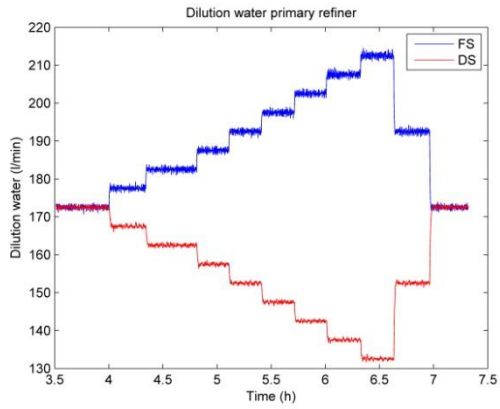 Dilution water primary refiner
220
210
200
190
180
170
160
150
140
130
Dilution water (l/min)
FS
DS
3.5 4 4.5 5 5.5 6 6.5 7 7.5
Time (h)